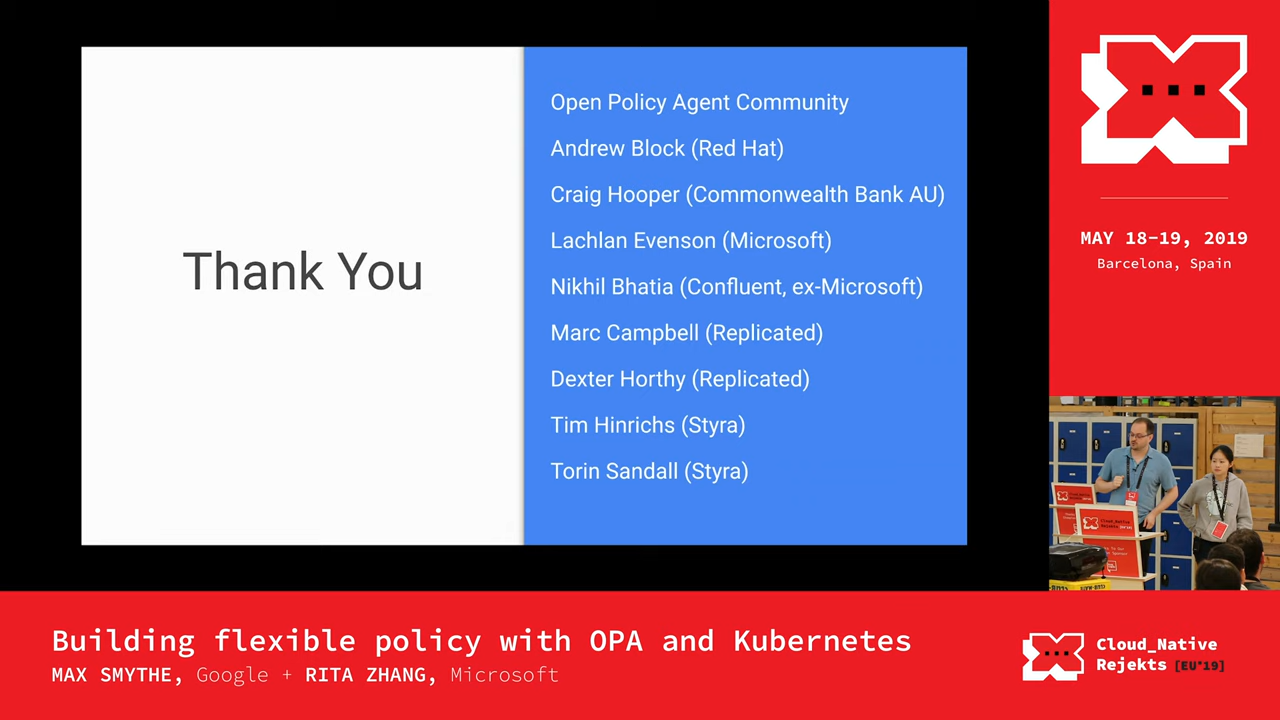 Thank You
Open Policy Agent Community
Andrew Block (Red Hat)
Craig Hooper (Commonwealth Bank AU)
Lachlan Evenson (Microsoft)
Nikhil Bhatia (Confluent, ex-Microsoft)
Marc Campbell (Replicated)
Dexter Horthy (Replicated)
Tim Hinrichs (Styra)
Torin Sandall (Styra)
MAY 18-19, 2019
Barcelona, Spain
Building flexible policy with OPA and Kubernetes
MAX SMYTHE, Google + RITA ZHANG, Microsoft
Cloud_Native
Rejekts [EU*19]